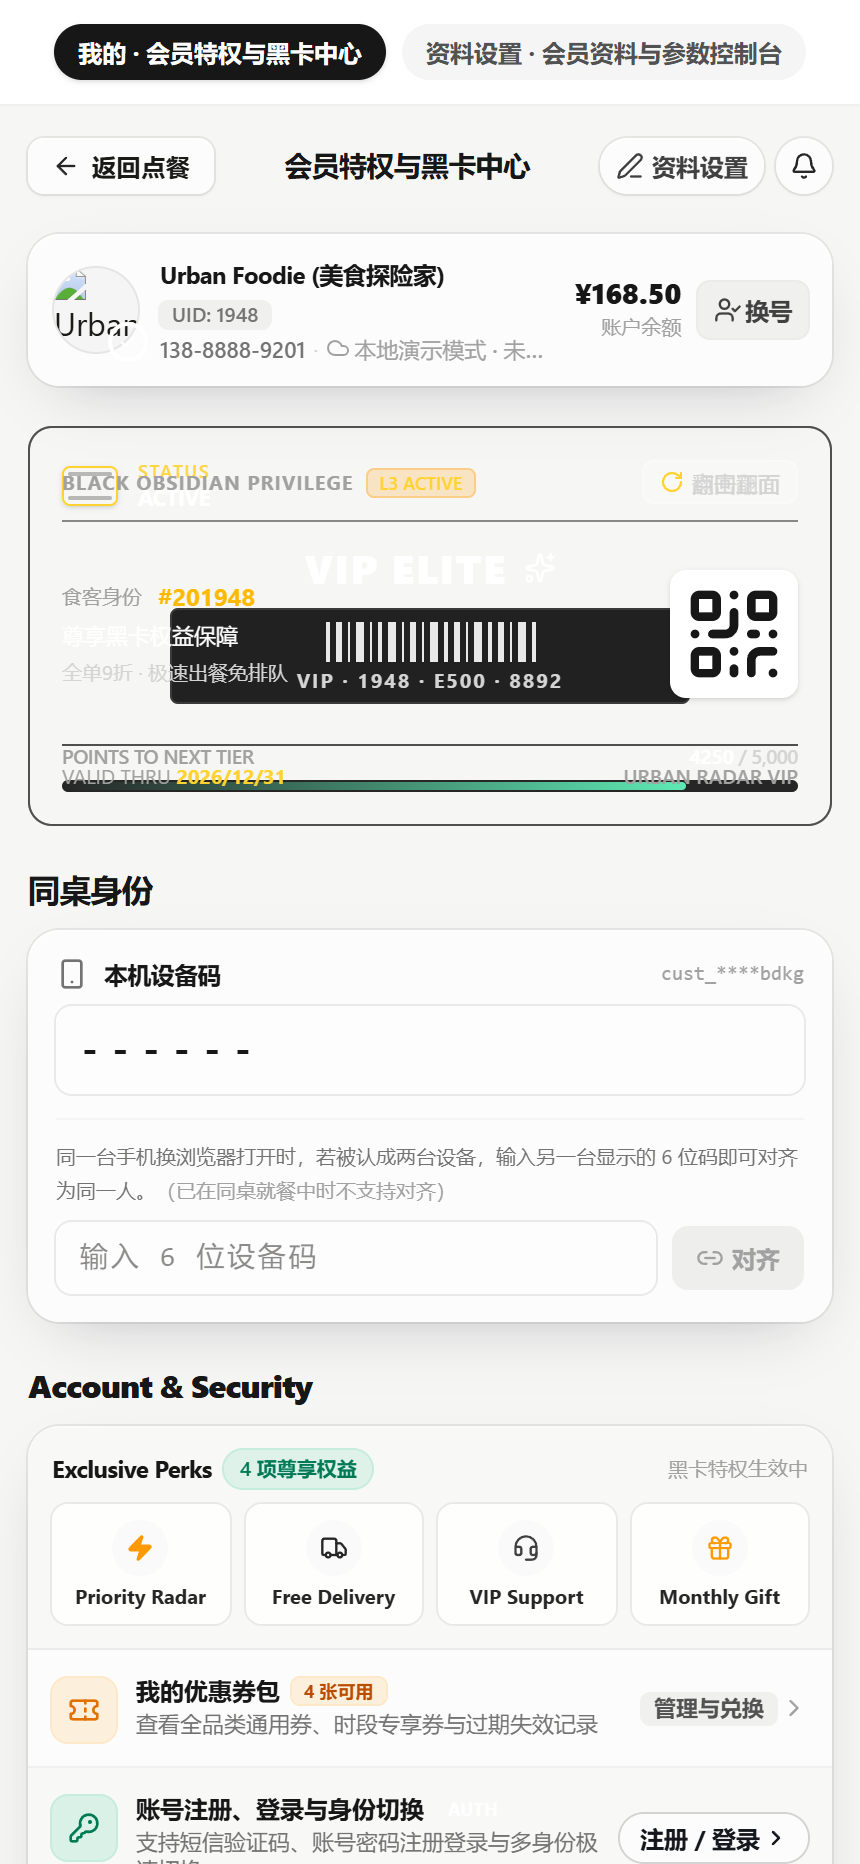 我的 · 会员特权与黑卡中心
资料设置 · 会员资料与参数控制台
返回点餐
会员特权与黑卡中心
资料设置
Urban
Urban Foodie (美食探险家)
UID: 1948
138-8888-9201 · 本地演示模式 · 未...
¥168.50
账户余额
换号
STATUS
BLACK OBSIDIAN PRIVILEGE
L3 ACTIVE
ACTIVE
翻面
VIP ELITE
食客身份 #201948
尊享黑卡权益保障
全单9折 · 极速出餐免排队
VIP · 1948 · E500 · 8892
POINTS TO NEXT TIER
4250 / 5,000
VALID THRU 2026/12/31
URBAN RADAR VIP
同桌身份
本机设备码
cust_****bdkg
- - - - - -
同一台手机换浏览器打开时，若被认成两台设备，输入另一台显示的 6 位码即可对齐
为同一人。（已在同桌就餐中时不支持对齐）
输入 6 位设备码
对齐
Account & Security
Exclusive Perks
4 项尊享权益
黑卡特权生效中
Priority Radar
Free Delivery
VIP Support
Monthly Gift
我的优惠券包
4 张可用
查看全品类通用券、时段专享券与过期失效记录
管理与兑换
账号注册、登录与身份切换
AUTH
支持短信验证码、账号密码注册登录与多身份极
注册 / 登录